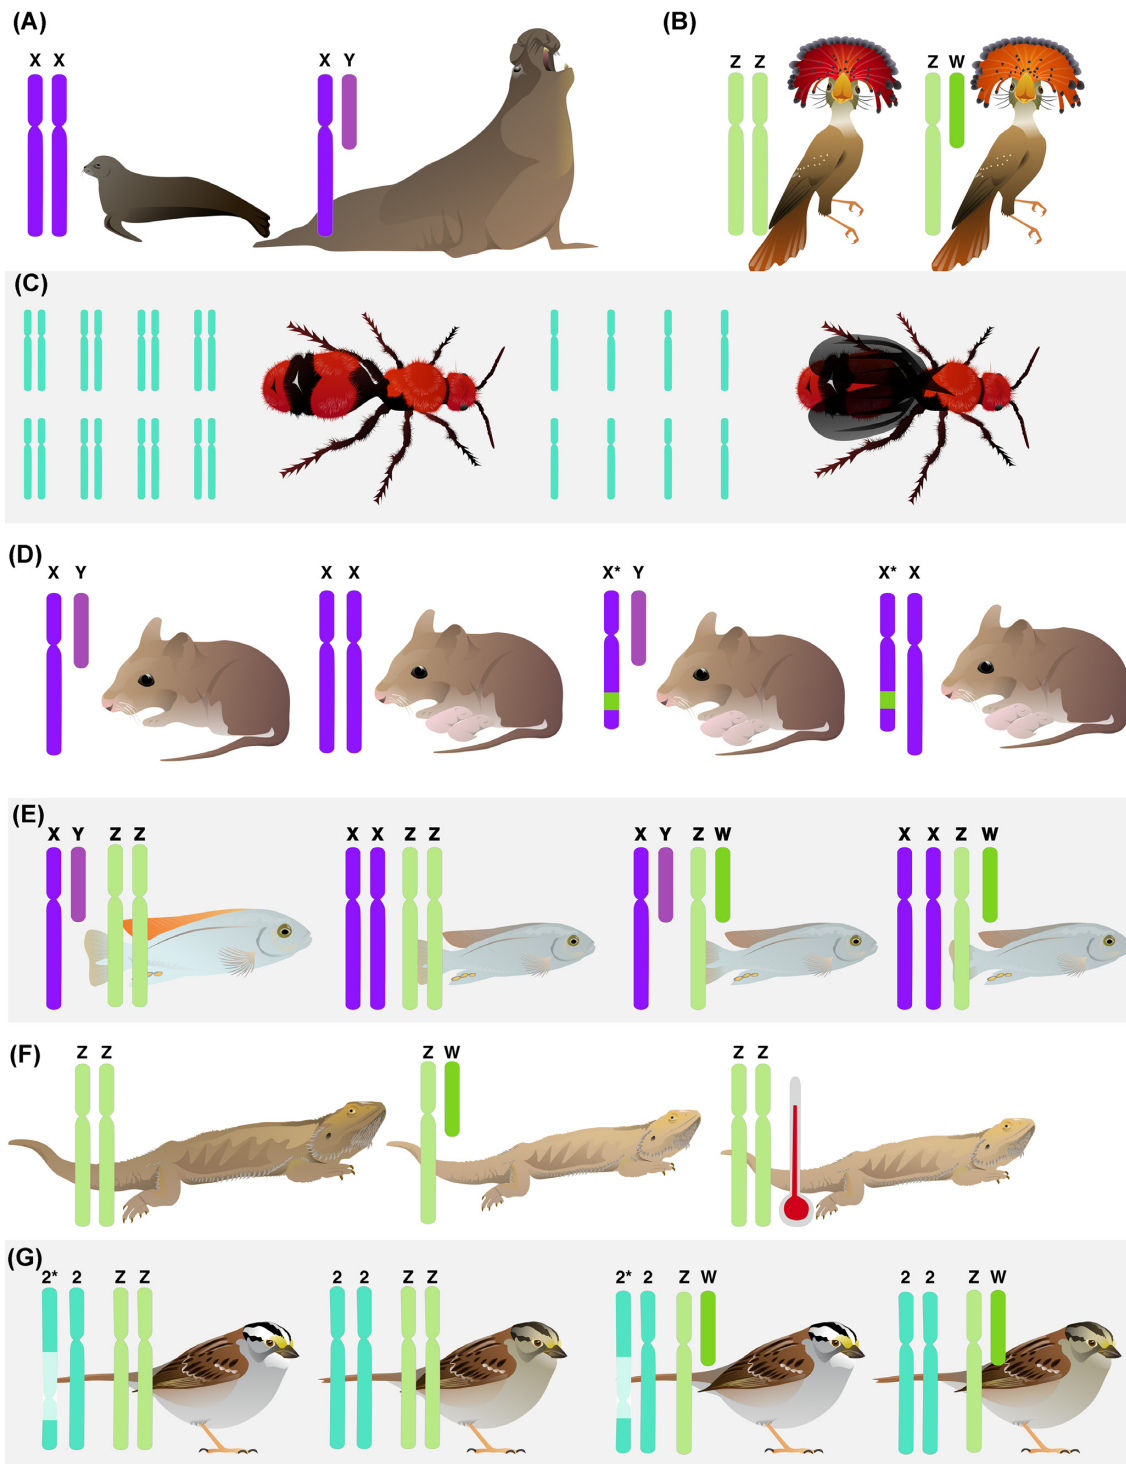 (A)
X X
X Y
(B)
Z Z
Z W
(C)
(D)
X Y
X X
X* Y
X* X
(E)
X Y Z Z
X X Z Z
X Y Z W
X X Z W
(F)
Z Z
Z W
Z Z
(G)
2* 2 Z Z
2 2 Z Z
2* 2 Z W
2 2 Z W